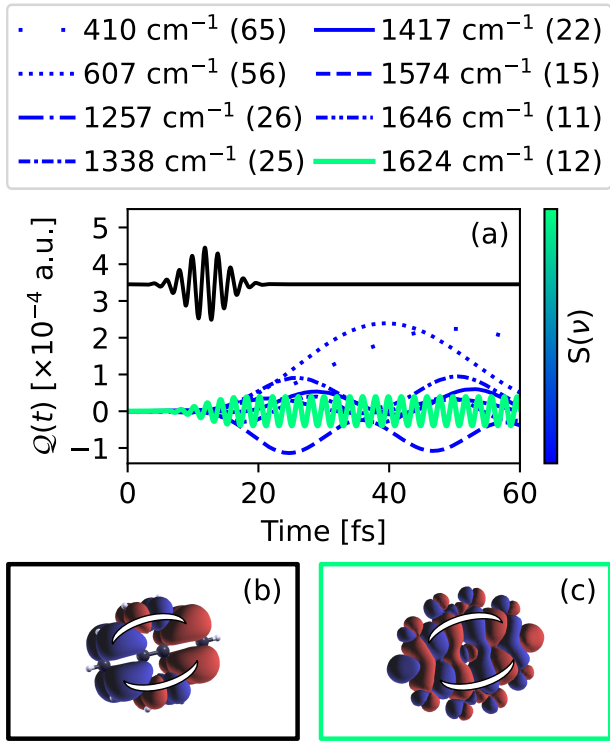 410 cm⁻¹ (65) 1417 cm⁻¹ (22)
607 cm⁻¹ (56) 1574 cm⁻¹ (15)
1257 cm⁻¹ (26) 1646 cm⁻¹ (11)
1338 cm⁻¹ (25) 1624 cm⁻¹ (12)
(a)
5
4
3
2
1
0
−1
𝒬(t) [×10⁻⁴ a.u.]
S(ν)
0 20 40 60
Time [fs]
(b) (c)